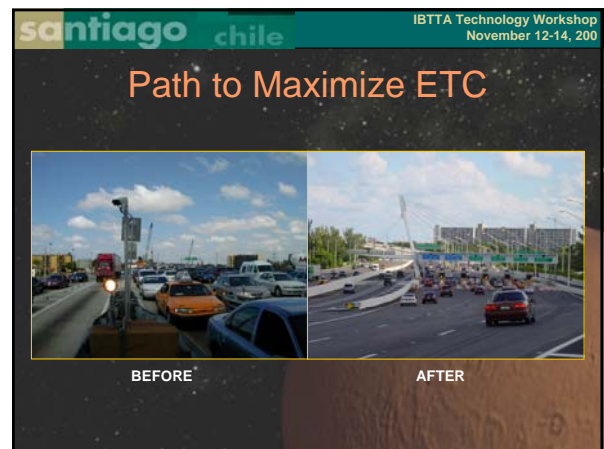 santiago chile
IBTTA Technology Workshop
November 12-14, 200
Path to Maximize ETC
BEFORE
AFTER